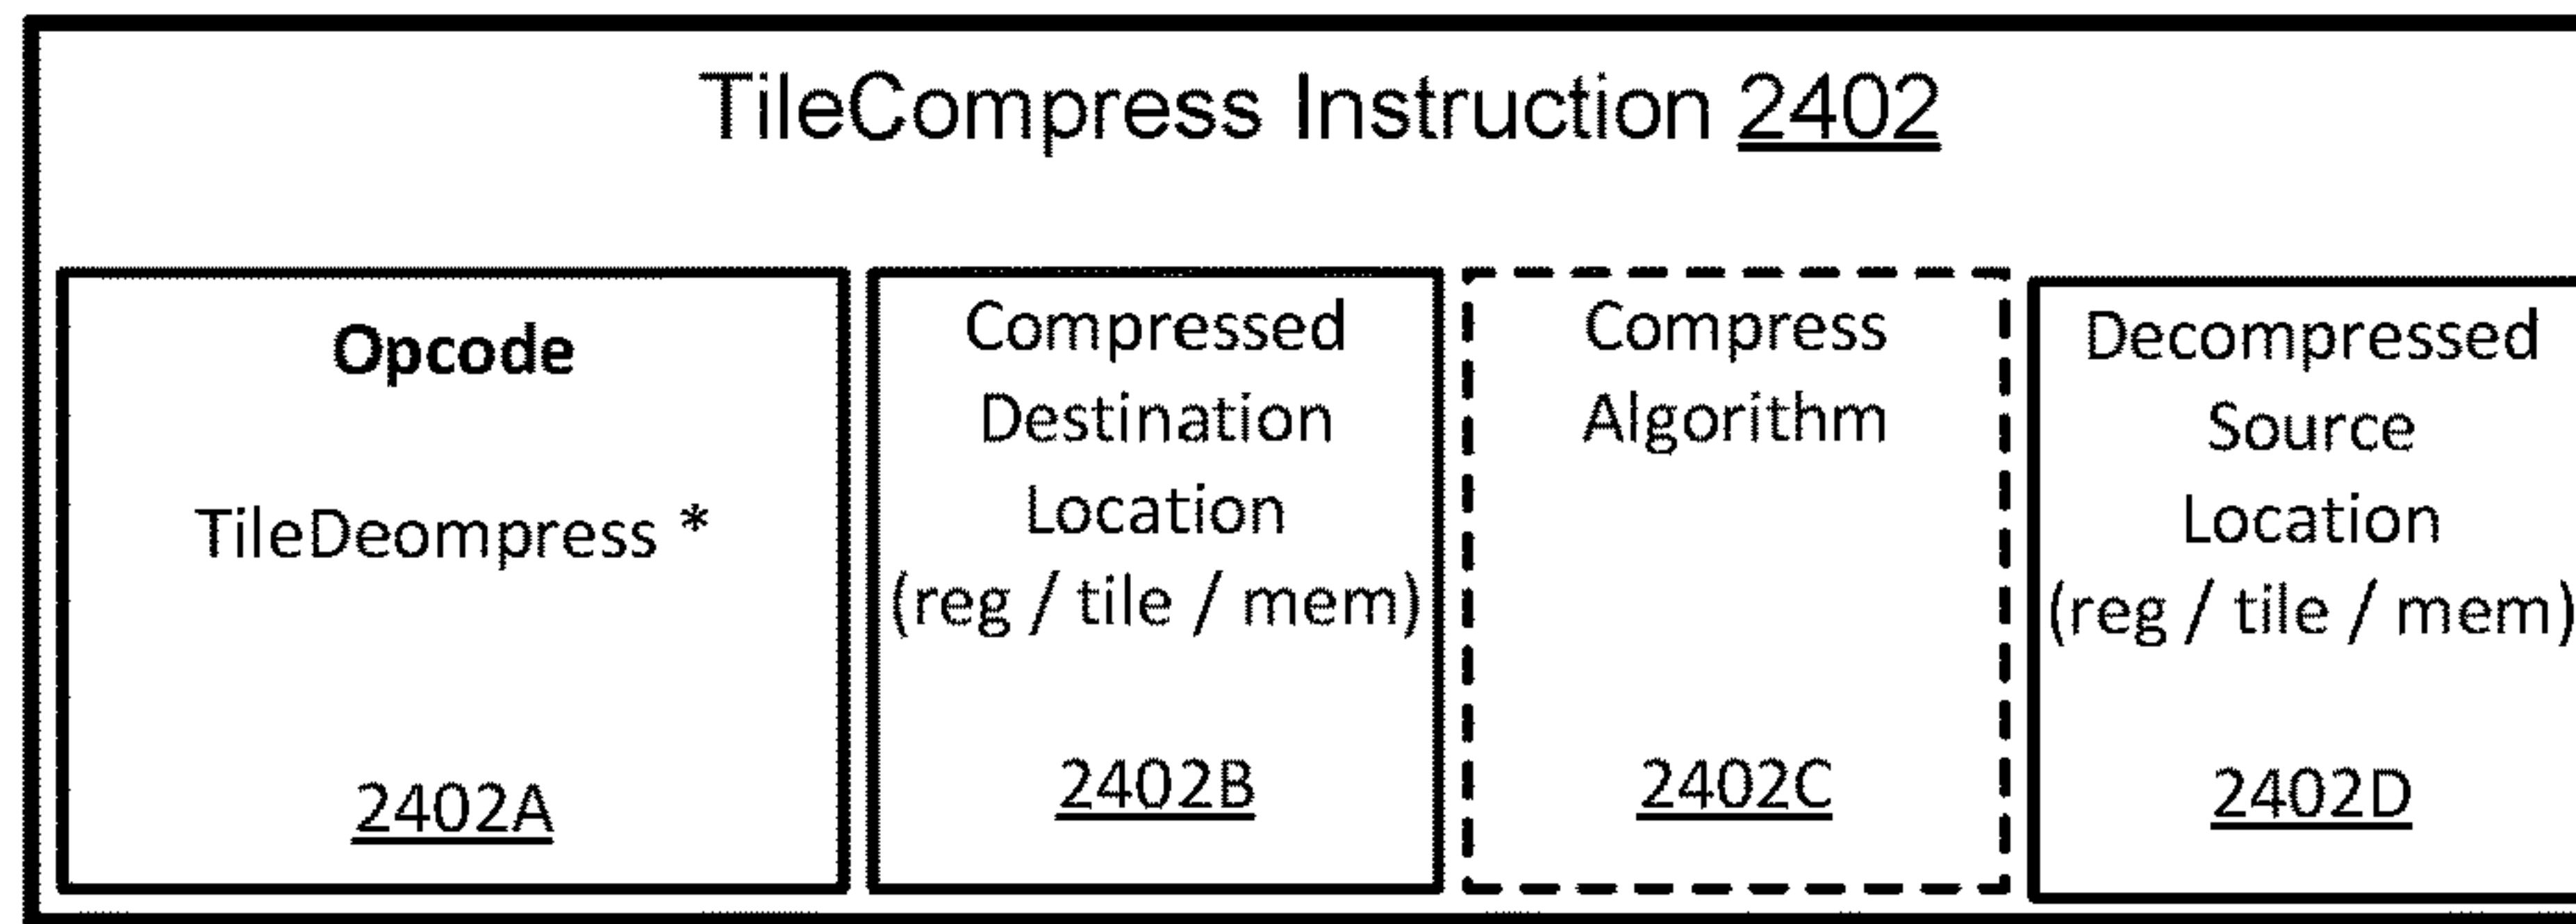 TileCompress Instruction 2402
Opcode
TileDeompress *
2402A
Compressed
Destination
Location
(reg / tile / mem)
2402B
Compress
Algorithm
2402C
Decompressed
Source
Location
(reg / tile / mem)
2402D